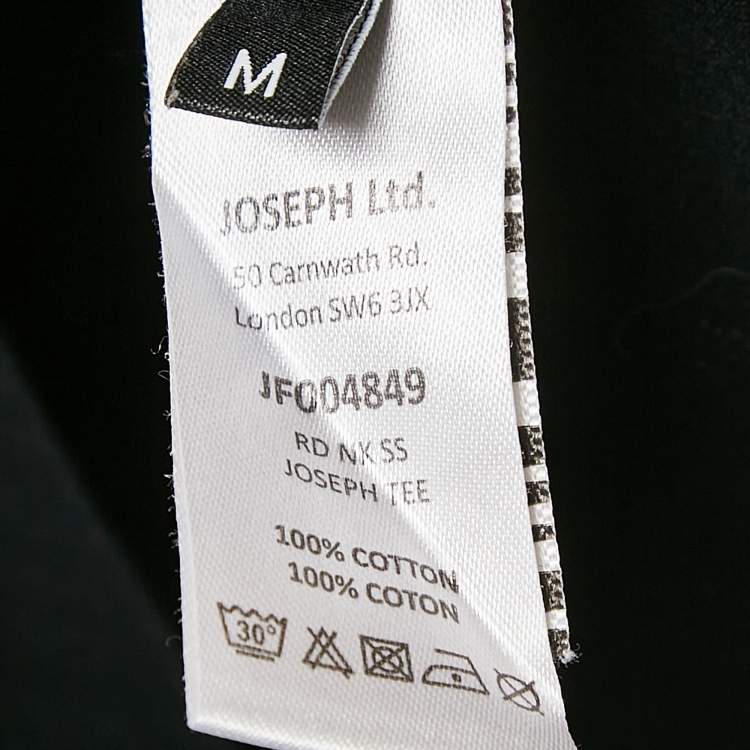 M
JOSEPH Ltd.
50 Carnwath Rd.
London SW6 3JX
JF004849
RD NK SS
JOSEPH TEE
100% COTTON
100% COTON
30°